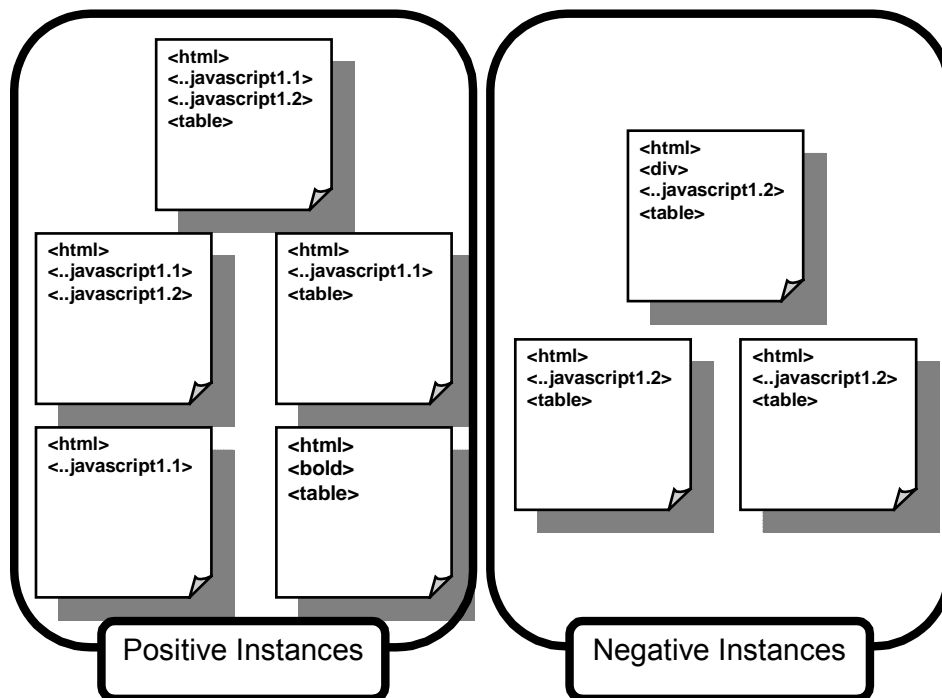 <html>
<..javascript1.1>
<..javascript1.2>
<table>
<html>
<..javascript1.1>
<..javascript1.2>
<html>
<..javascript1.1>
<table>
<html>
<..javascript1.1>
<html>
<bold>
<table>
Positive Instances
<html>
<div>
<..javascript1.2>
<table>
<html>
<..javascript1.2>
<table>
<html>
<..javascript1.2>
<table>
Negative Instances